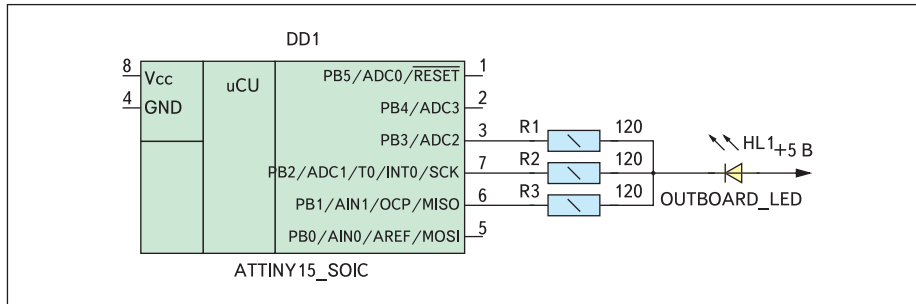 DD1
8 Vcc uCU PB5/ADC0/RESET 1
4 GND PB4/ADC3 2
PB3/ADC2 3 R1 120
HL1 +5 В
PB2/ADC1/T0/INT0/SCK 7 R2 120
PB1/AIN1/OCP/MISO 6 R3 120
OUTBOARD_LED
PB0/AIN0/AREF/MOSI 5
ATTINY15_SOIC